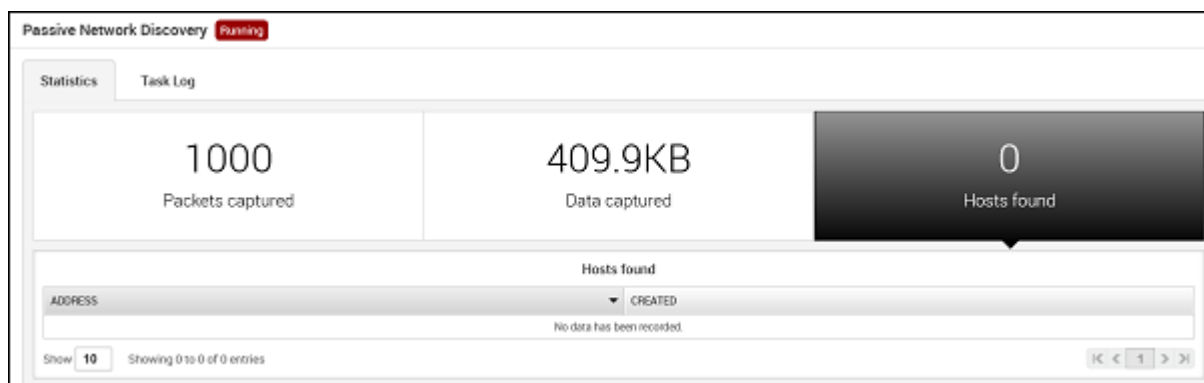 Passive Network Discovery Running
Statistics Task Log
1000 409.9KB 0
Packets captured Data captured Hosts found
Hosts found
ADDRESS CREATED
No data has been recorded.
Show 10 Showing 0 to 0 of 0 entries 1